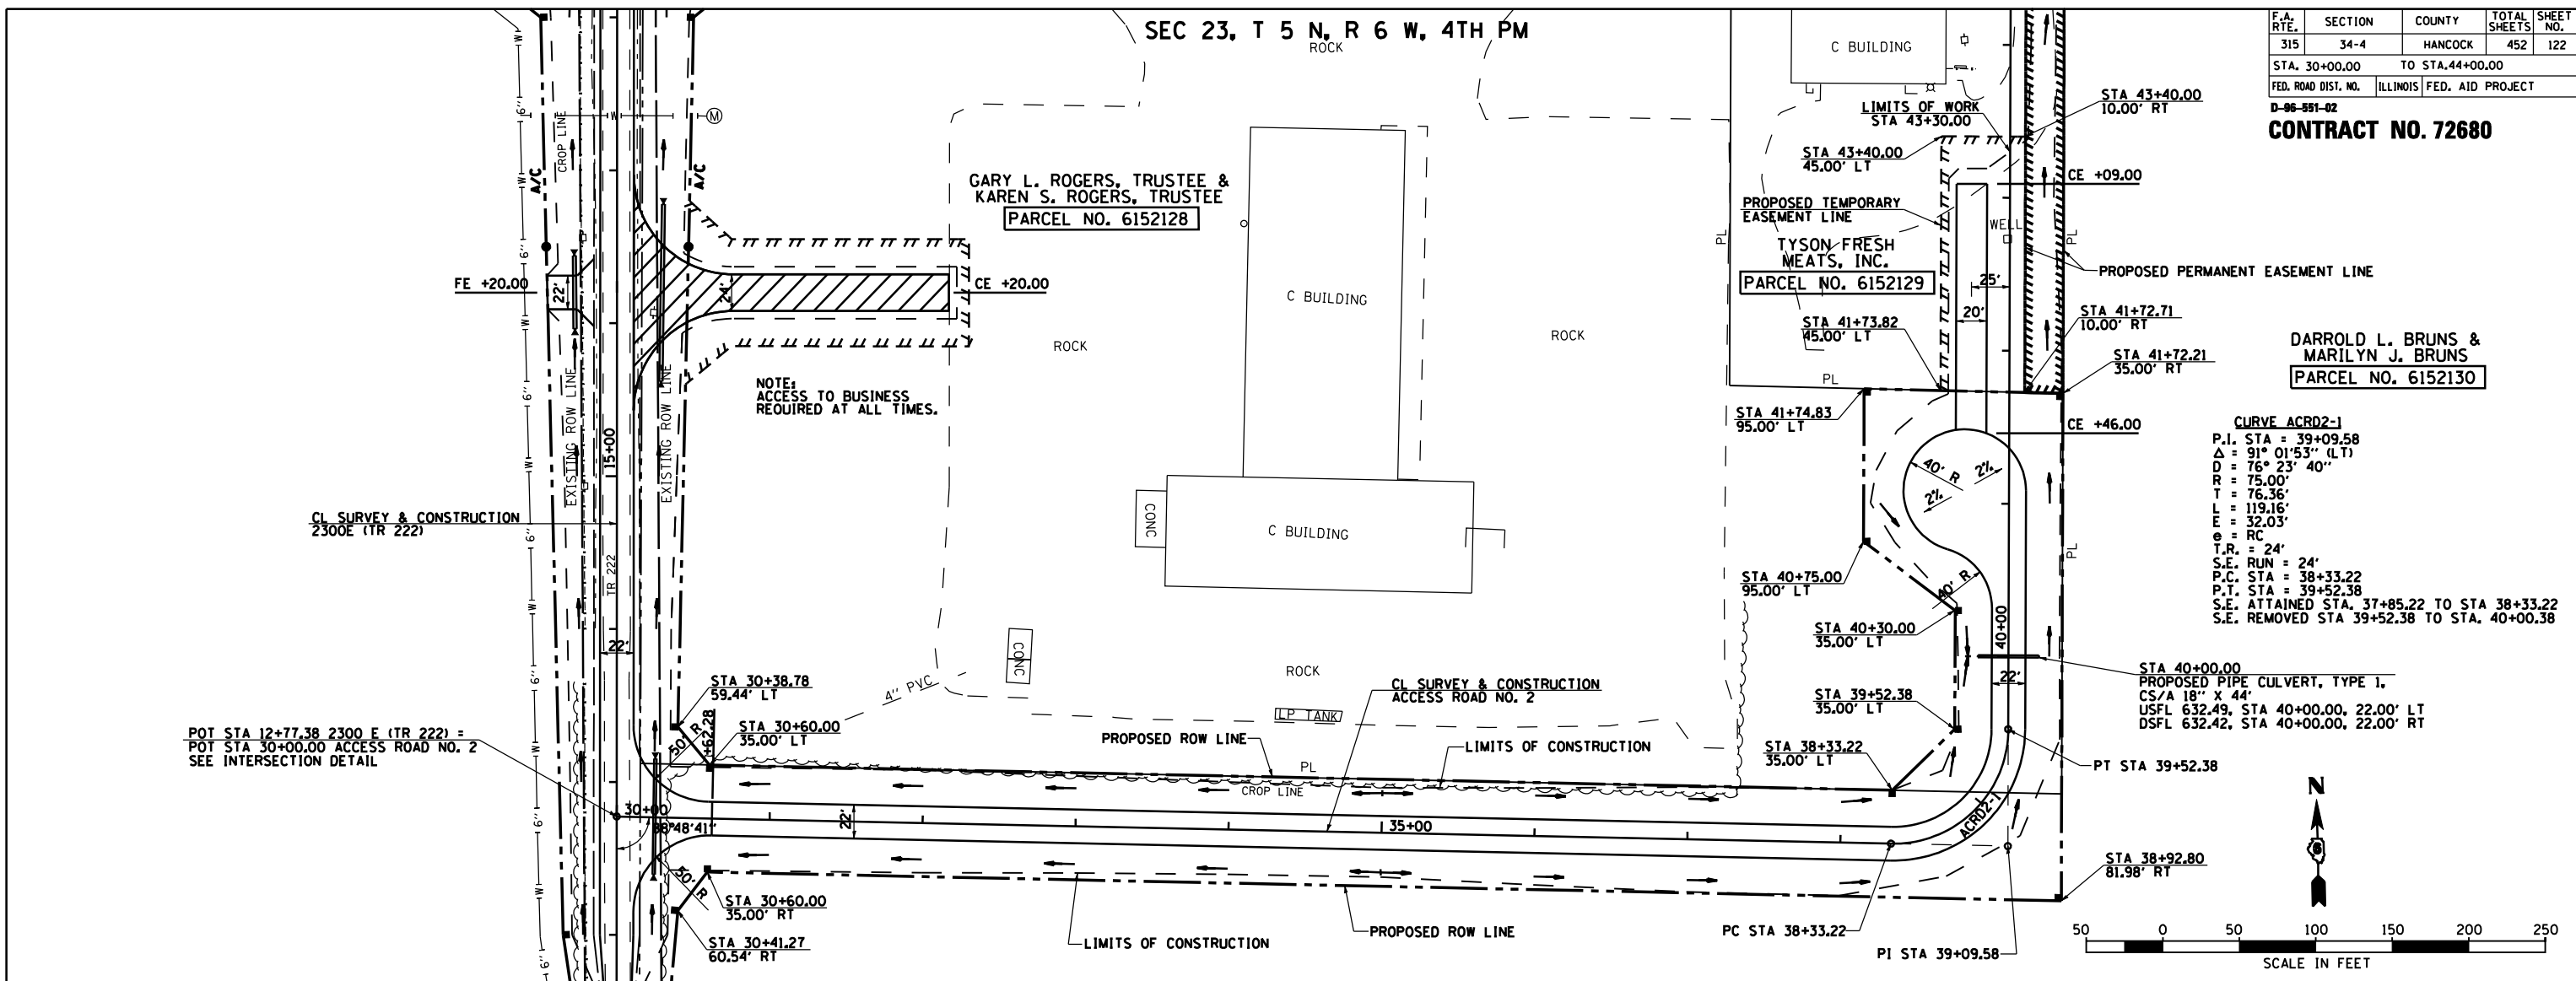 SEC 23, T 5 N, R 6 W, 4TH PM
F.A. RTE. SECTION COUNTY TOTAL SHEETS SHEET NO.
315 34-4 HANCOCK 452 122
STA. 30+00.00 TO STA.44+00.00
FED. ROAD DIST. NO. ILLINOIS FED. AID PROJECT
D-96-551-02
CONTRACT NO. 72680
ROCK
C BUILDING
LIMITS OF WORK
STA 43+30.00
STA 43+40.00
10.00' RT
STA 43+40.00
45.00' LT
CE +09.00
CROP LINE
W
M
A/C
A/C
GARY L. ROGERS, TRUSTEE &
KAREN S. ROGERS, TRUSTEE
PARCEL NO. 6152128
PROPOSED TEMPORARY
EASEMENT LINE
WELL
PL
PL
TYSON FRESH
MEATS, INC.
PARCEL NO. 6152129
PROPOSED PERMANENT EASEMENT LINE
FE +20.00
22'
24'
CE +20.00
C BUILDING
25'
20'
STA 41+72.71
10.00' RT
STA 41+73.82
45.00' LT
ROCK
ROCK
DARROLD L. BRUNS &
MARILYN J. BRUNS
PARCEL NO. 6152130
STA 41+72.21
35.00' RT
PL
NOTE:
ACCESS TO BUSINESS
REQUIRED AT ALL TIMES.
STA 41+74.83
95.00' LT
CE +46.00
EXISTING ROW LINE
EXISTING ROW LINE
15+00
CURVE ACRD2-1
P.I. STA = 39+09.58
Δ = 91° 01'53'' (LT)
D = 76° 23' 40''
R = 75.00'
T = 76.36'
L = 119.16'
E = 32.03'
e = RC
T.R. = 24'
S.E. RUN = 24'
P.C. STA = 38+33.22
P.T. STA = 39+52.38
S.E. ATTAINED STA. 37+85.22 TO STA 38+33.22
S.E. REMOVED STA 39+52.38 TO STA. 40+00.38
40' R
2%
2%
CL SURVEY & CONSTRUCTION
2300E (TR 222)
CONC
C BUILDING
PL
TR 222
STA 40+75.00
95.00' LT
40' R
40+00
STA 40+30.00
35.00' LT
22'
CONC
ROCK
4'' PVC
LP TANK
STA 30+38.78
59.44' LT
CL SURVEY & CONSTRUCTION
ACCESS ROAD NO. 2
STA 39+52.38
35.00' LT
22'
STA 40+00.00
PROPOSED PIPE CULVERT, TYPE 1,
CS/A 18'' X 44'
USFL 632.49, STA 40+00.00, 22.00' LT
DSFL 632.42, STA 40+00.00, 22.00' RT
POT STA 12+77.38 2300 E (TR 222) =
POT STA 30+00.00 ACCESS ROAD NO. 2
SEE INTERSECTION DETAIL
50' R
+62.28
STA 30+60.00
35.00' LT
PROPOSED ROW LINE
LIMITS OF CONSTRUCTION
STA 38+33.22
35.00' LT
PL
CROP LINE
PT STA 39+52.38
30+00
88°48'41''
22'
35+00
ACRD2-1
N
6
50' R
STA 30+60.00
35.00' RT
STA 30+41.27
60.54' RT
LIMITS OF CONSTRUCTION
PROPOSED ROW LINE
PC STA 38+33.22
PI STA 39+09.58
STA 38+92.80
81.98' RT
50 0 50 100 150 200 250
SCALE IN FEET